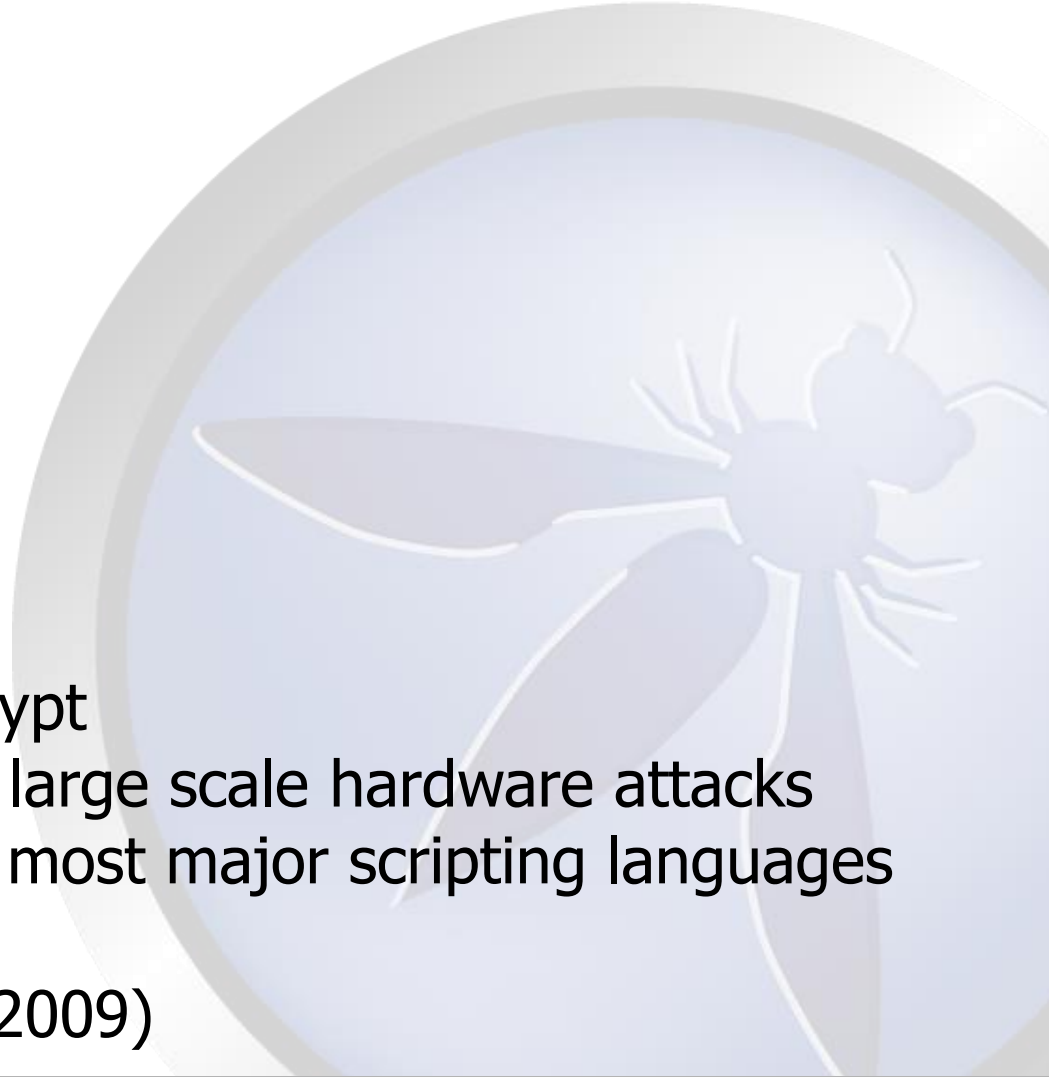 ypt
large scale hardware attacks
most major scripting languages
2009)